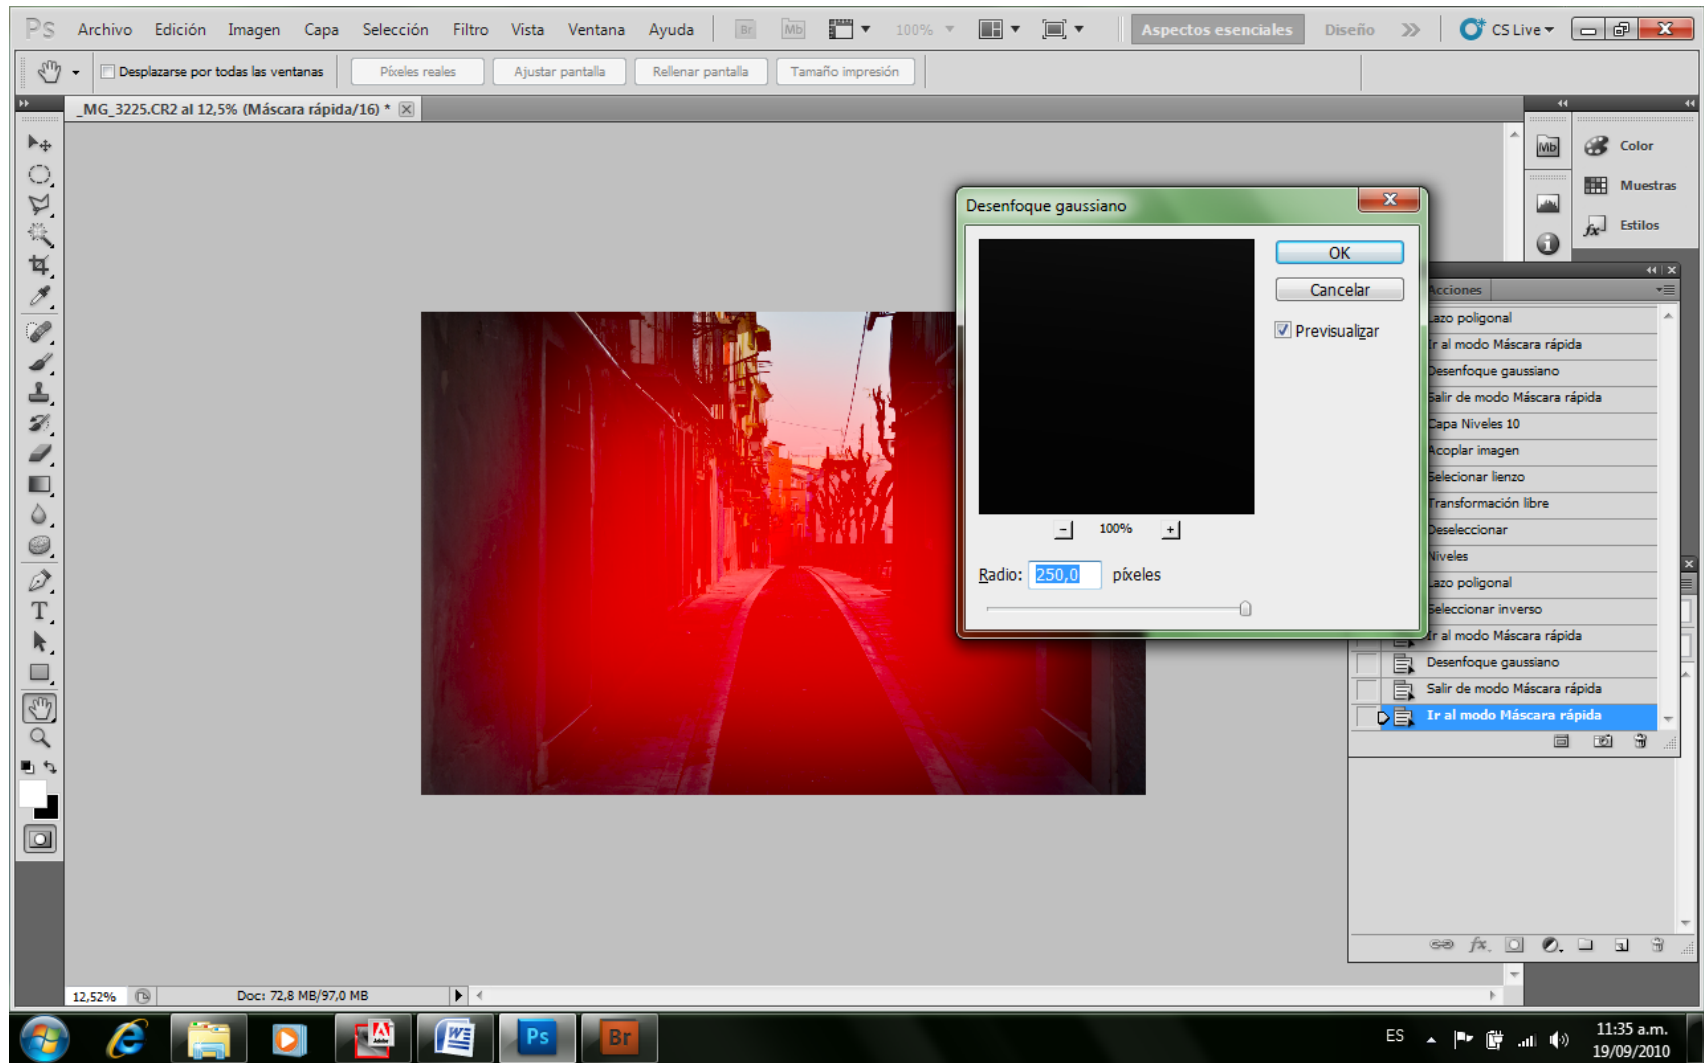 Ps Archivo Edición Imagen Capa Selección Filtro Vista Ventana Ayuda Br Mb 100% Aspectos esenciales Diseño CS Live
Desplazarse por todas las ventanas Píxeles reales Ajustar pantalla Rellenar pantalla Tamaño impresión
_MG_3225.CR2 al 12,5% (Máscara rápida/16) *
Mb Color
Muestras
Estilos
Desenfoque gaussiano
OK
Cancelar
Previsualizar
100%
Radio: 250,0 píxeles
Acciones
Lazo poligonal
Ir al modo Máscara rápida
Desenfoque gaussiano
Salir de modo Máscara rápida
Capa Niveles 10
Acoplar imagen
Selecionar lienzo
Transformación libre
Deseleccionar
Niveles
Lazo poligonal
Seleccionar inverso
Ir al modo Máscara rápida
Desenfoque gaussiano
Salir de modo Máscara rápida
Ir al modo Máscara rápida
12,52% Doc: 72,8 MB/97,0 MB
Adobe W Ps Br
ES 11:35 a.m.
19/09/2010